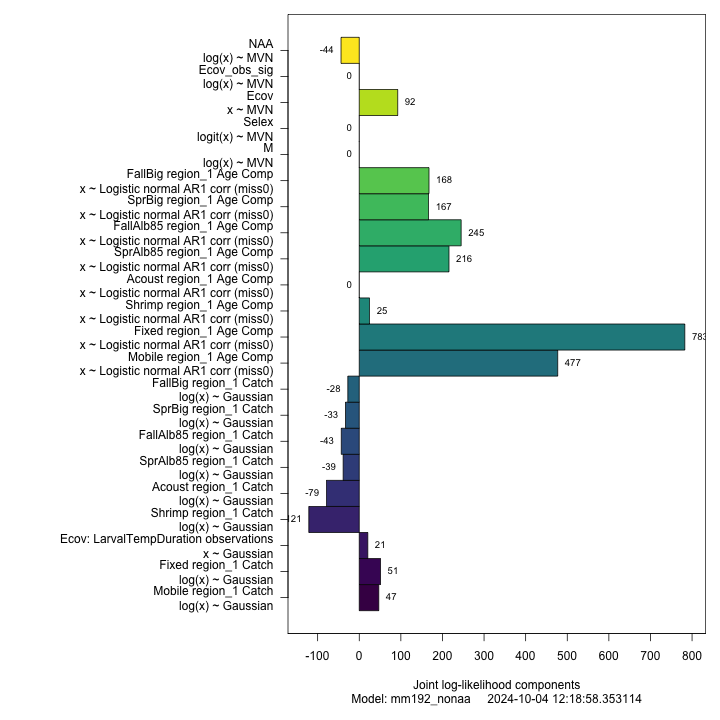 NAA
log(x) ~ MVN
-44
Ecov_obs_sig
log(x) ~ MVN
0
Ecov
x ~ MVN
92
Selex
logit(x) ~ MVN
0
M
log(x) ~ MVN
0
FallBig region_1 Age Comp
x ~ Logistic normal AR1 corr (miss0)
168
SprBig region_1 Age Comp
x ~ Logistic normal AR1 corr (miss0)
167
FallAlb85 region_1 Age Comp
x ~ Logistic normal AR1 corr (miss0)
245
SprAlb85 region_1 Age Comp
x ~ Logistic normal AR1 corr (miss0)
216
Acoust region_1 Age Comp
x ~ Logistic normal AR1 corr (miss0)
0
Shrimp region_1 Age Comp
x ~ Logistic normal AR1 corr (miss0)
25
Fixed region_1 Age Comp
x ~ Logistic normal AR1 corr (miss0)
783
Mobile region_1 Age Comp
x ~ Logistic normal AR1 corr (miss0)
477
FallBig region_1 Catch
log(x) ~ Gaussian
-28
SprBig region_1 Catch
log(x) ~ Gaussian
-33
FallAlb85 region_1 Catch
log(x) ~ Gaussian
-43
SprAlb85 region_1 Catch
log(x) ~ Gaussian
-39
Acoust region_1 Catch
log(x) ~ Gaussian
-79
Shrimp region_1 Catch
log(x) ~ Gaussian
21
Ecov: LarvalTempDuration observations
x ~ Gaussian
21
Fixed region_1 Catch
log(x) ~ Gaussian
51
Mobile region_1 Catch
log(x) ~ Gaussian
47
-100 0 100 200 300 400 500 600 700 800
Joint log-likelihood components
Model: mm192_nonaa 2024-10-04 12:18:58.353114